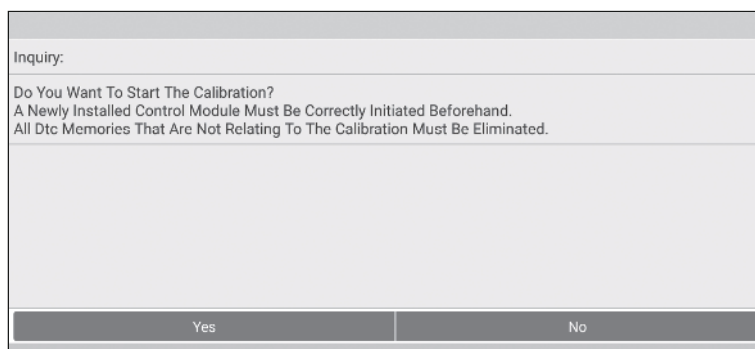 Inquiry:
Do You Want To Start The Calibration?
A Newly Installed Control Module Must Be Correctly Initiated Beforehand.
All Dtc Memories That Are Not Relating To The Calibration Must Be Eliminated.
Yes
No